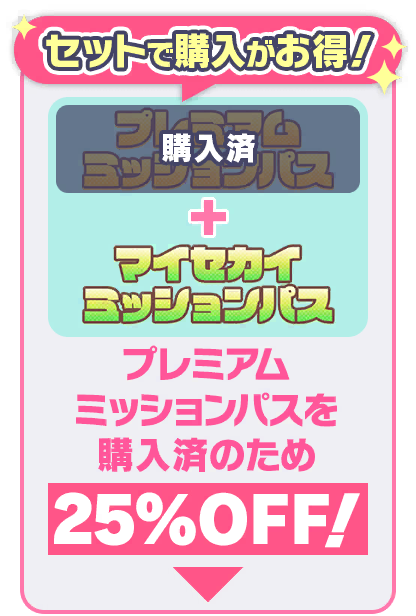 セットで購入がお得!
プレミアム
購入済
ミッションパス
+
マイセカイ
ミッションパス
プレミアム
ミッションパスを
購入済のため
25%OFF!